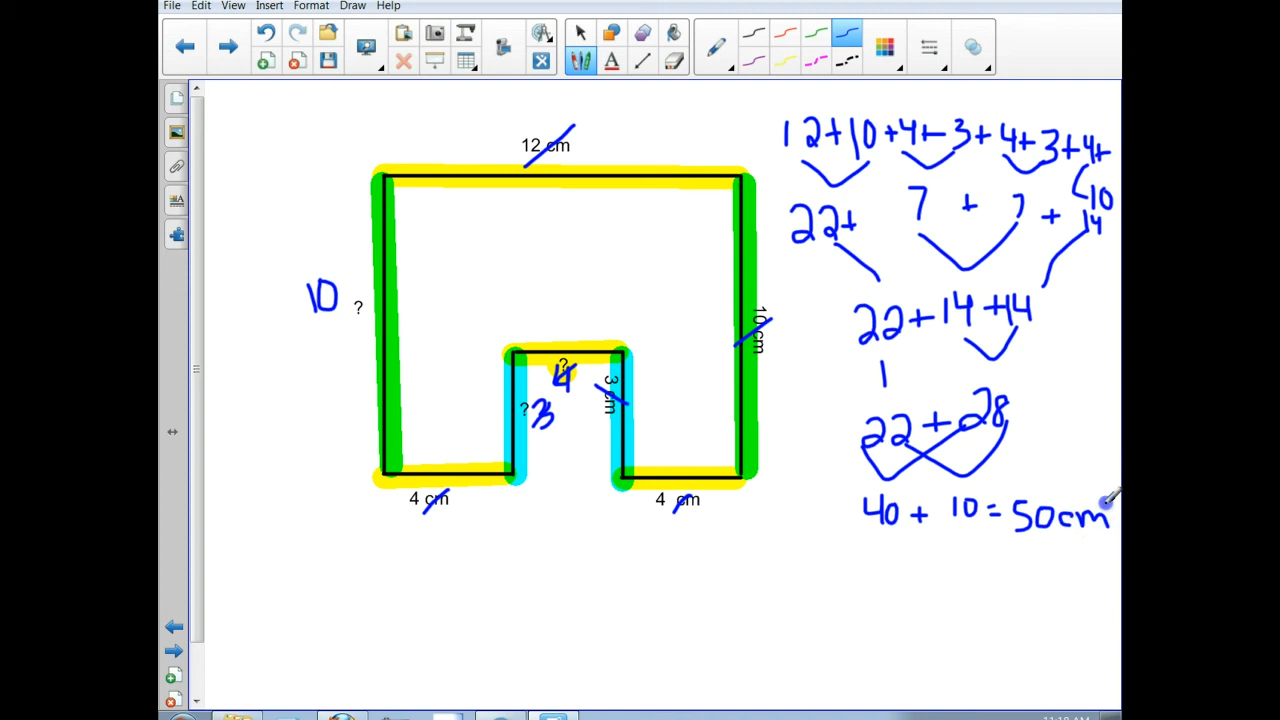 File Edit View Insert Format Draw Help
12 cm
12+10+4+3+4+3+4+
10
22+ 7 + 7 + 14
10 ?
10 cm
22+14+14
1
?
4
3 cm
? 3
22+28
4 cm
4 cm
40 + 10 = 50cm